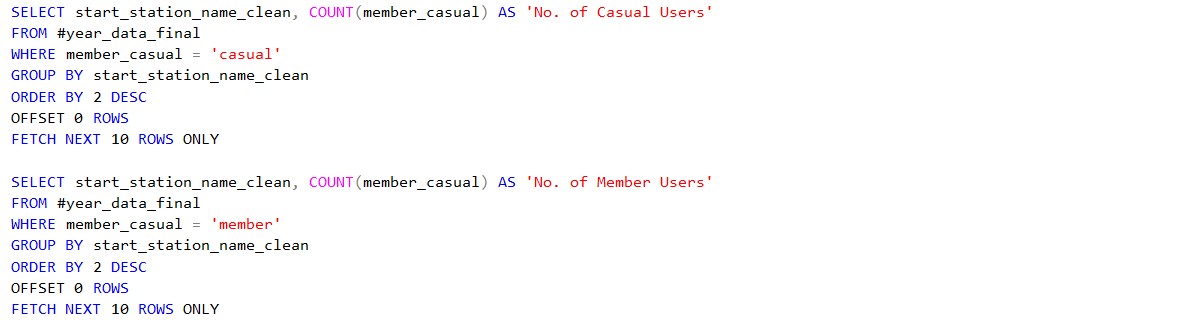 SELECT start_station_name_clean, COUNT(member_casual) AS 'No. of Casual Users'
FROM #year_data_final
WHERE member_casual = 'casual'
GROUP BY start_station_name_clean
ORDER BY 2 DESC
OFFSET 0 ROWS
FETCH NEXT 10 ROWS ONLY

SELECT start_station_name_clean, COUNT(member_casual) AS 'No. of Member Users'
FROM #year_data_final
WHERE member_casual = 'member'
GROUP BY start_station_name_clean
ORDER BY 2 DESC
OFFSET 0 ROWS
FETCH NEXT 10 ROWS ONLY